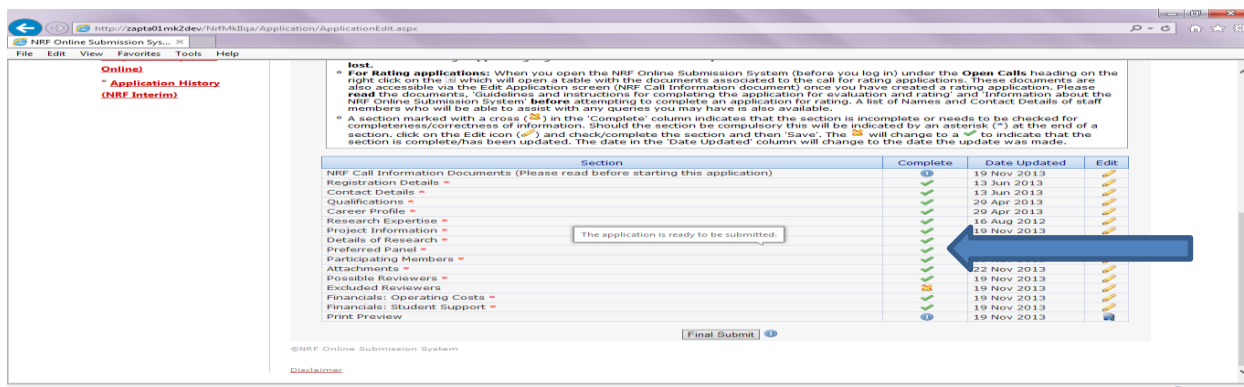 http://zapta01mk2dev/NrfMkIIqa/Application/ApplicationEdit.aspx
NRF Online Submission Sys...
File Edit View Favorites Tools Help
Online)
° Application History
(NRF Interim)
lost.
° For Rating applications: When you open the NRF Online Submission System (before you log in) under the Open Calls heading on the
right click on the which will open a table with the documents associated to the call for rating applications. These documents are
also accessible via the Edit Application screen (NRF Call Information document) once you have created a rating application. Please
read the documents, 'Guidelines and instructions for completing the application for evaluation and rating' and 'Information about the
NRF Online Submission System' before attempting to complete an application for rating. A list of Names and Contact Details of staff
members who will be able to assist with any queries you may have is also available.
° A section marked with a cross ( ) in the 'Complete' column indicates that the section is incomplete or needs to be checked for
completeness/correctness of information. Should the section be compulsory this will be indicated by an asterisk (*) at the end of a
section. click on the Edit icon ( ) and check/complete the section and then 'Save'. The will change to a ✔ to indicate that the
section is complete/has been updated. The date in the 'Date Updated' column will change to the date the update was made.
Section Complete Date Updated Edit
NRF Call Information Documents (Please read before starting this application) 19 Nov 2013
Registration Details * 13 Jun 2013
Contact Details * 13 Jun 2013
Qualifications * 29 Apr 2013
Career Profile * 29 Apr 2013
Research Expertise * 16 Aug 2012
Project Information * 19 Nov 2013
The application is ready to be submitted.
Details of Research *
Preferred Panel *
Participating Members *
Attachments * 22 Nov 2013
Possible Reviewers * 19 Nov 2013
Excluded Reviewers 19 Nov 2013
Financials: Operating Costs * 19 Nov 2013
Financials: Student Support * 19 Nov 2013
Print Preview 19 Nov 2013
Final Submit
©NRF Online Submission System
Disclaimer